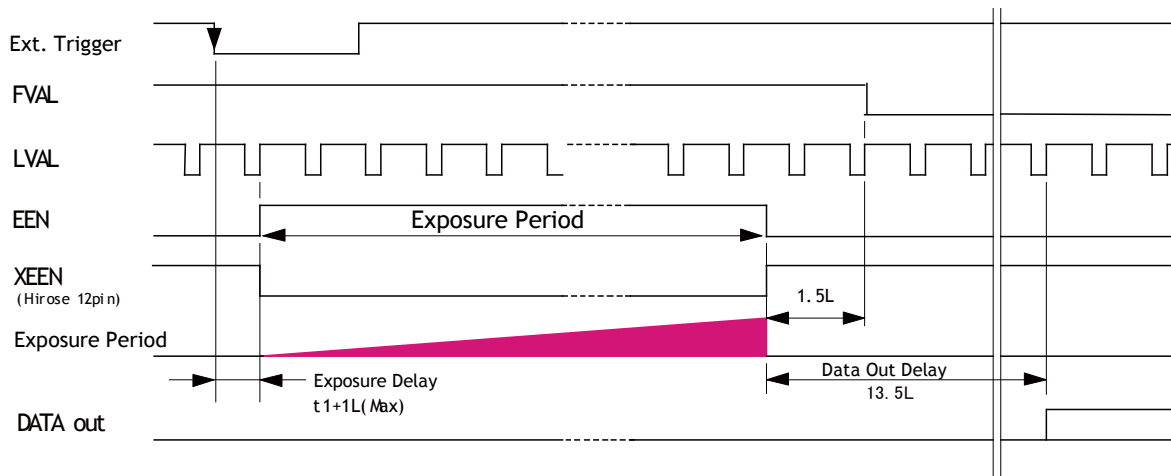 Ext. Trigger
FVAL
LVAL
EEN
Exposure Period
XEEN
(Hirose 12pin)
1.5L
Exposure Period
Exposure Delay
t1+1L(Max)
Data Out Delay
13.5L
DATA out